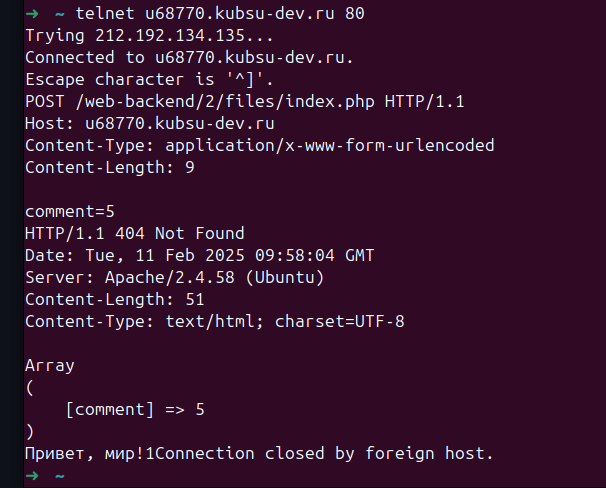 ➜ ~ telnet u68770.kubsu-dev.ru 80
Trying 212.192.134.135...
Connected to u68770.kubsu-dev.ru.
Escape character is '^]'.
POST /web-backend/2/files/index.php HTTP/1.1
Host: u68770.kubsu-dev.ru
Content-Type: application/x-www-form-urlencoded
Content-Length: 9

comment=5
HTTP/1.1 404 Not Found
Date: Tue, 11 Feb 2025 09:58:04 GMT
Server: Apache/2.4.58 (Ubuntu)
Content-Length: 51
Content-Type: text/html; charset=UTF-8

Array
(
    [comment] => 5
)
Привет, мир!1Connection closed by foreign host.
➜ ~